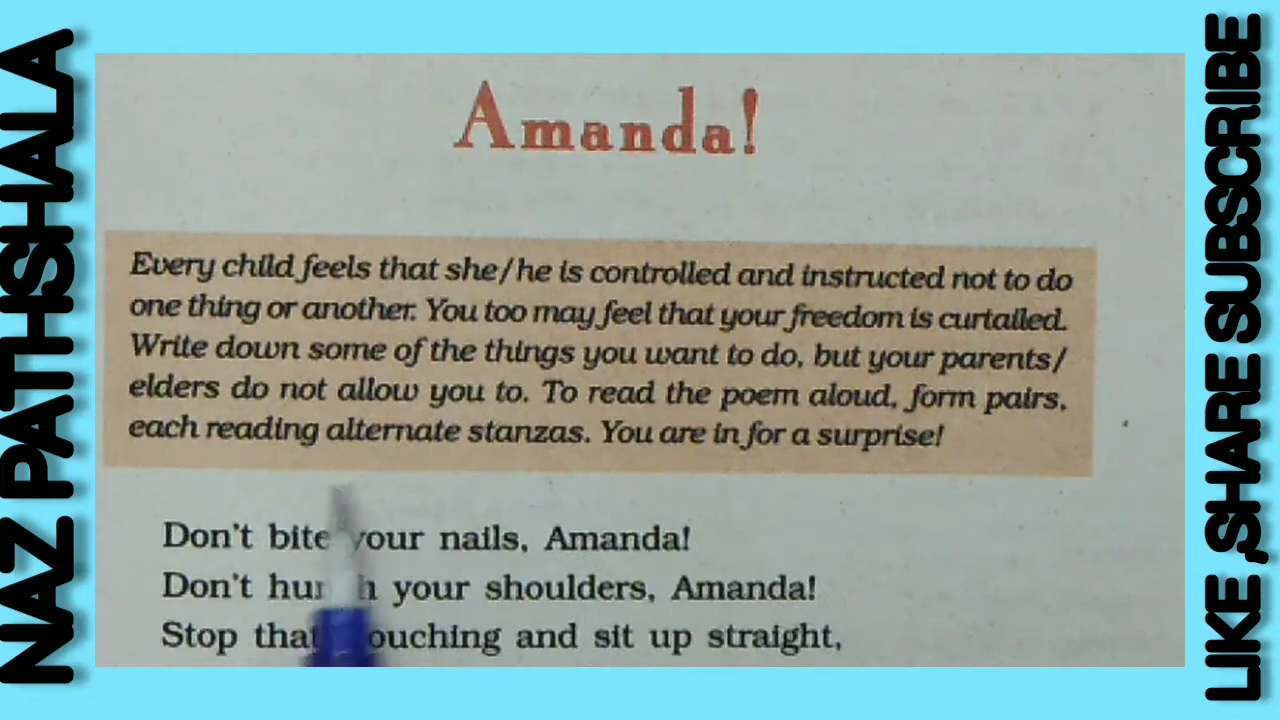 NAZ PATHSHALA
Amanda!
Every child feels that she/he is controlled and instructed not to do
one thing or another. You too may feel that your freedom is curtailed.
Write down some of the things you want to do, but your parents/
elders do not allow you to. To read the poem aloud, form pairs,
each reading alternate stanzas. You are in for a surprise!
Don't bite your nails, Amanda!
Don't your shoulders, Amanda!
Stop and sit up straight,
LIKE ,SHARE SUBSCRIBE